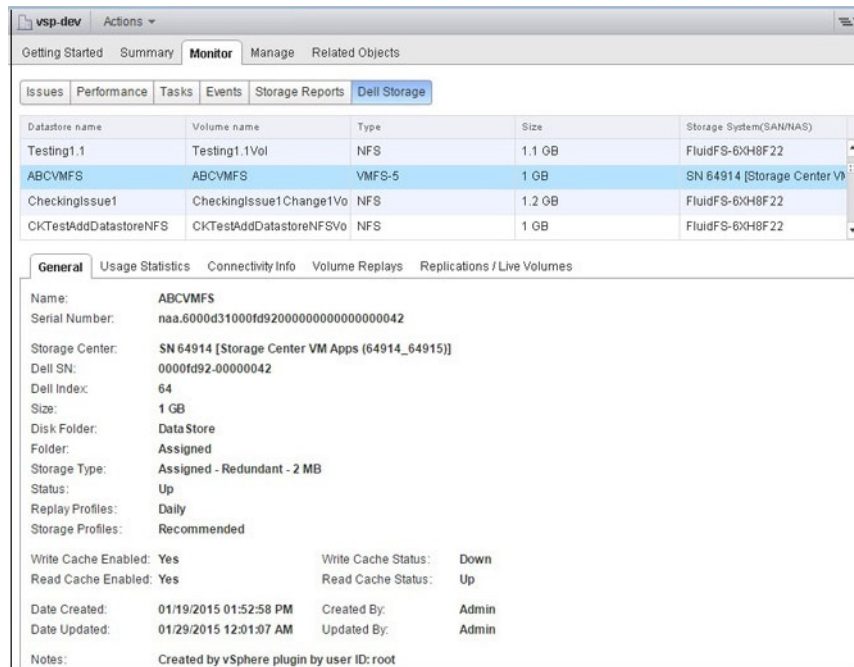 vsp-dev Actions
Getting Started Summary Monitor Manage Related Objects
Issues Performance Tasks Events Storage Reports Dell Storage
Datastore name Volume name Type Size Storage System(SAN/NAS)
Testing1.1 Testing1.1Vol NFS 1.1 GB FluidFS-6XH8F22
ABCVMFS ABCVMFS VMFS-5 1 GB SN 64914 [Storage Center VM
CheckingIssue1 CheckingIssue1Change1Vo NFS 1.2 GB FluidFS-6XH8F22
CKTestAddDatastoreNFS CKTestAddDatastoreNFSVo NFS 1 GB FluidFS-6XH8F22
General Usage Statistics Connectivity Info Volume Replays Replications / Live Volumes
Name: ABCVMFS
Serial Number: naa.6000d31000fd92000000000000000042
Storage Center: SN 64914 [Storage Center VM Apps (64914_64915)]
Dell SN: 0000fd92-00000042
Dell Index: 64
Size: 1 GB
Disk Folder: DataStore
Folder: Assigned
Storage Type: Assigned - Redundant - 2 MB
Status: Up
Replay Profiles: Daily
Storage Profiles: Recommended
Write Cache Enabled: Yes Write Cache Status: Down
Read Cache Enabled: Yes Read Cache Status: Up
Date Created: 01/19/2015 01:52:58 PM Created By: Admin
Date Updated: 01/29/2015 12:01:07 AM Updated By: Admin
Notes: Created by vSphere plugin by user ID: root